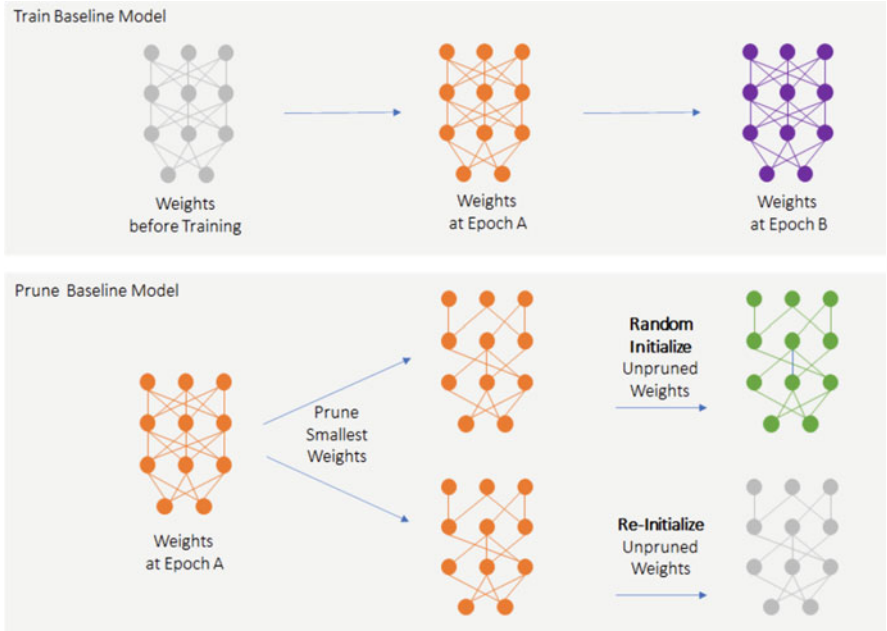 Train Baseline Model
Weights
before Training
Weights
at Epoch A
Weights
at Epoch B
Prune Baseline Model
Weights
at Epoch A
Prune
Smallest
Weights
Random
Initialize
Unpruned
Weights
Re-Initialize
Unpruned
Weights